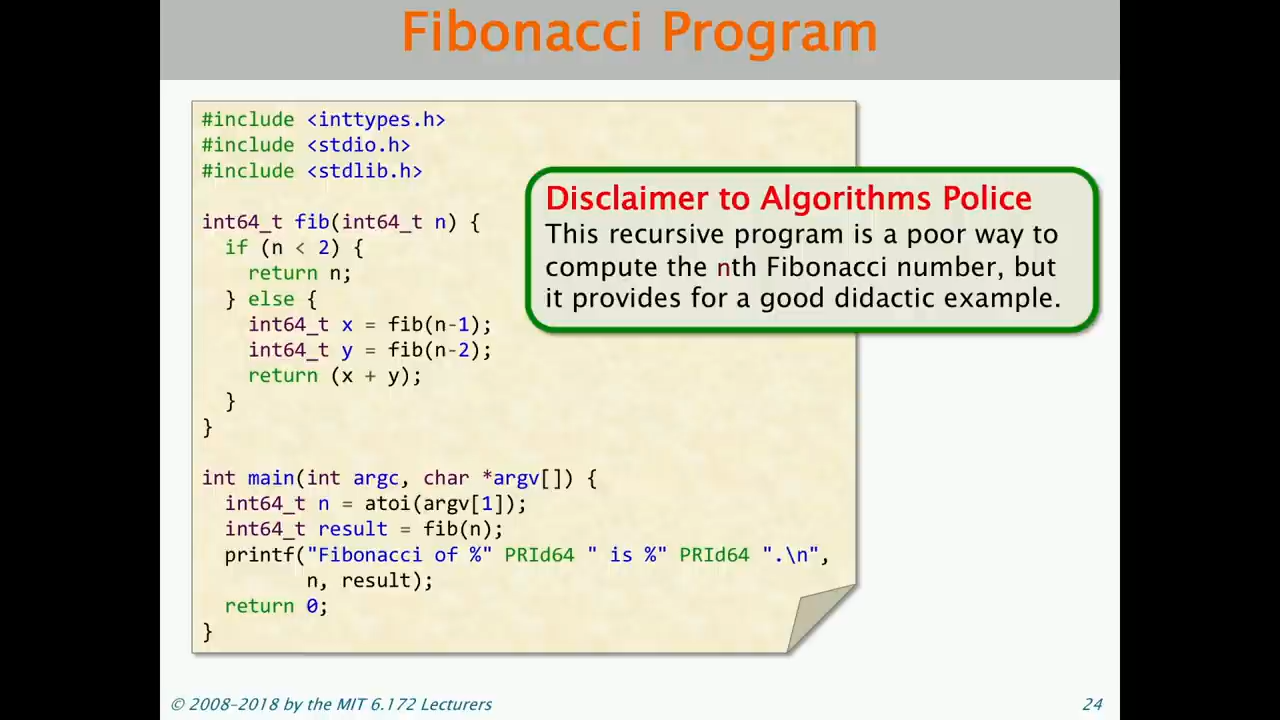 Fibonacci Program
#include <inttypes.h>
#include <stdio.h>
#include <stdlib.h>
int64_t fib(int64_t n) {
  if (n < 2) {
    return n;
  } else {
    int64_t x = fib(n-1);
    int64_t y = fib(n-2);
    return (x + y);
  }
}
int main(int argc, char *argv[]) {
  int64_t n = atoi(argv[1]);
  int64_t result = fib(n);
  printf("Fibonacci of %" PRId64 " is %" PRId64 ".\n",
         n, result);
  return 0;
}
Disclaimer to Algorithms Police
This recursive program is a poor way to
compute the nth Fibonacci number, but
it provides for a good didactic example.
© 2008–2018 by the MIT 6.172 Lecturers
24